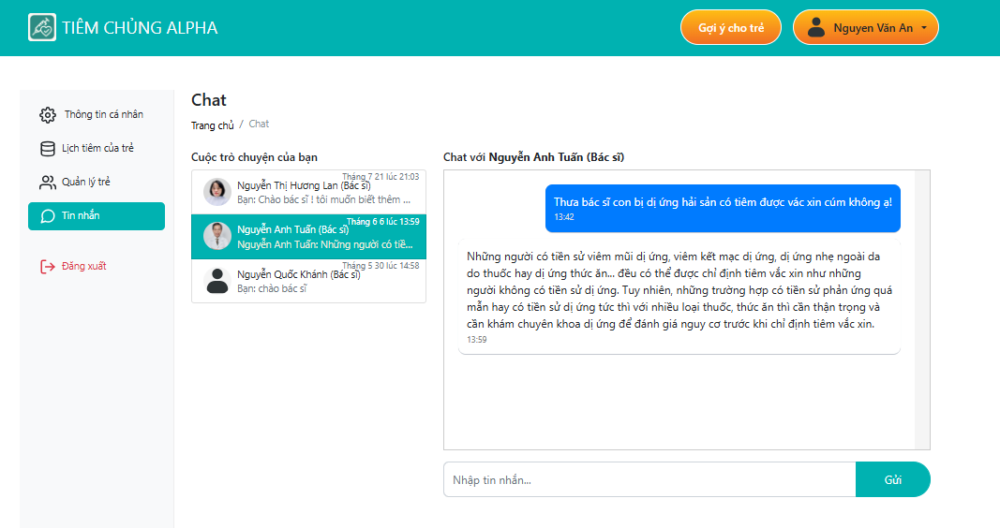 TIÊM CHỦNG ALPHA
Gợi ý cho trẻ
Nguyen Văn An
Thông tin cá nhân
Lịch tiêm của trẻ
Quản lý trẻ
Tin nhắn
Đăng xuất
Chat
Trang chủ / Chat
Cuộc trò chuyện của bạn
Tháng 7 21 lúc 21:03
Nguyễn Thị Hương Lan (Bác sĩ)
Bạn: Chào bác sĩ ! tôi muốn biết thêm ...
Tháng 6 6 lúc 13:59
Nguyễn Anh Tuấn (Bác sĩ)
Nguyễn Anh Tuấn: Những người có tiề...
Tháng 5 30 lúc 14:58
Nguyễn Quốc Khánh (Bác sĩ)
Bạn: chào bác sĩ
Chat với Nguyễn Anh Tuấn (Bác sĩ)
Thưa bác sĩ con bị dị ứng hải sản có tiêm được vác xin cúm không ạ!
13:42
Những người có tiền sử viêm mũi dị ứng, viêm kết mạc dị ứng, dị ứng nhẹ ngoài da
do thuốc hay dị ứng thức ăn... đều có thể được chỉ định tiêm vắc xin như những
người không có tiền sử dị ứng. Tuy nhiên, những trường hợp có tiền sử phản ứng quá
mẫn hay có tiền sử dị ứng tức thì với nhiều loại thuốc, thức ăn thì cần thận trọng và
cần khám chuyên khoa dị ứng để đánh giá nguy cơ trước khi chỉ định tiêm vắc xin.
13:59
Nhập tin nhắn...
Gửi